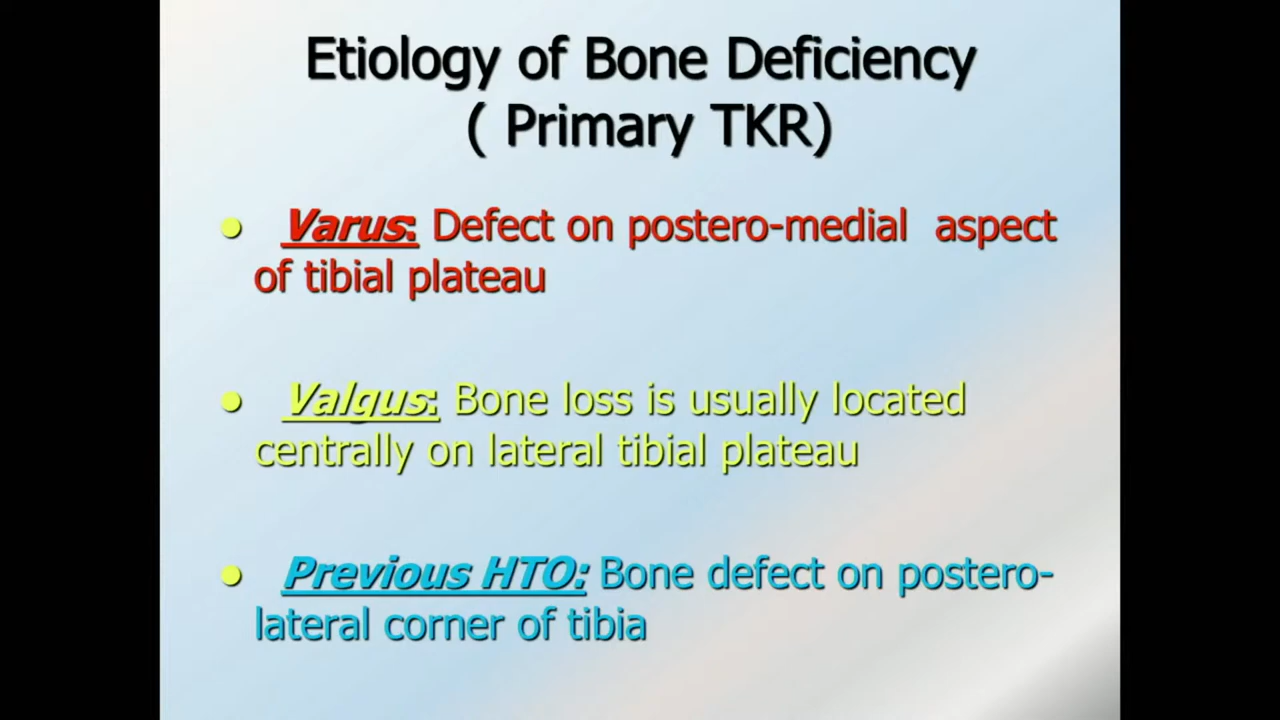 Etiology of Bone Deficiency
( Primary TKR)
● Varus: Defect on postero-medial aspect
of tibial plateau
● Valgus: Bone loss is usually located
centrally on lateral tibial plateau
● Previous HTO: Bone defect on postero-
lateral corner of tibia